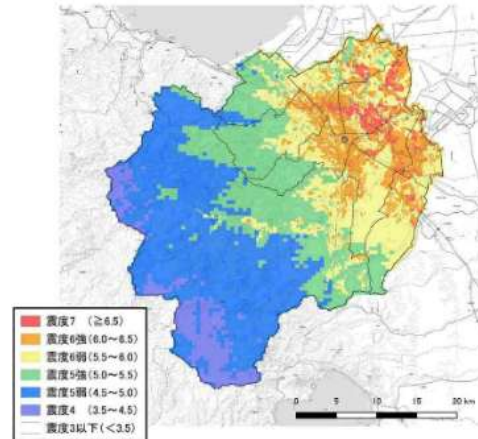 震度7 (≧6.5)
震度6強(6.0～6.5)
震度6弱(5.5～6.0)
震度5強(5.0～5.5)
震度5弱(4.5～5.0)
震度4 (3.5～4.5)
震度3以下(＜3.5)
0 5 10 15 20 km